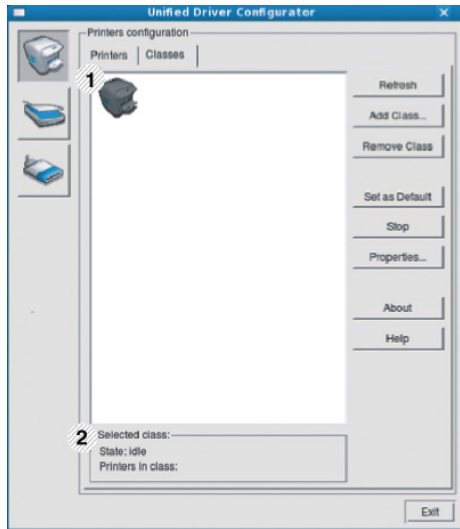 Unified Driver Configurator
Printers configuration
Printers
Classes
1
Refresh
Add Class...
Remove Class
Set as Default
Stop
Properties...
About
Help
2
Selected class:
State: idle
Printers in class:
Exit